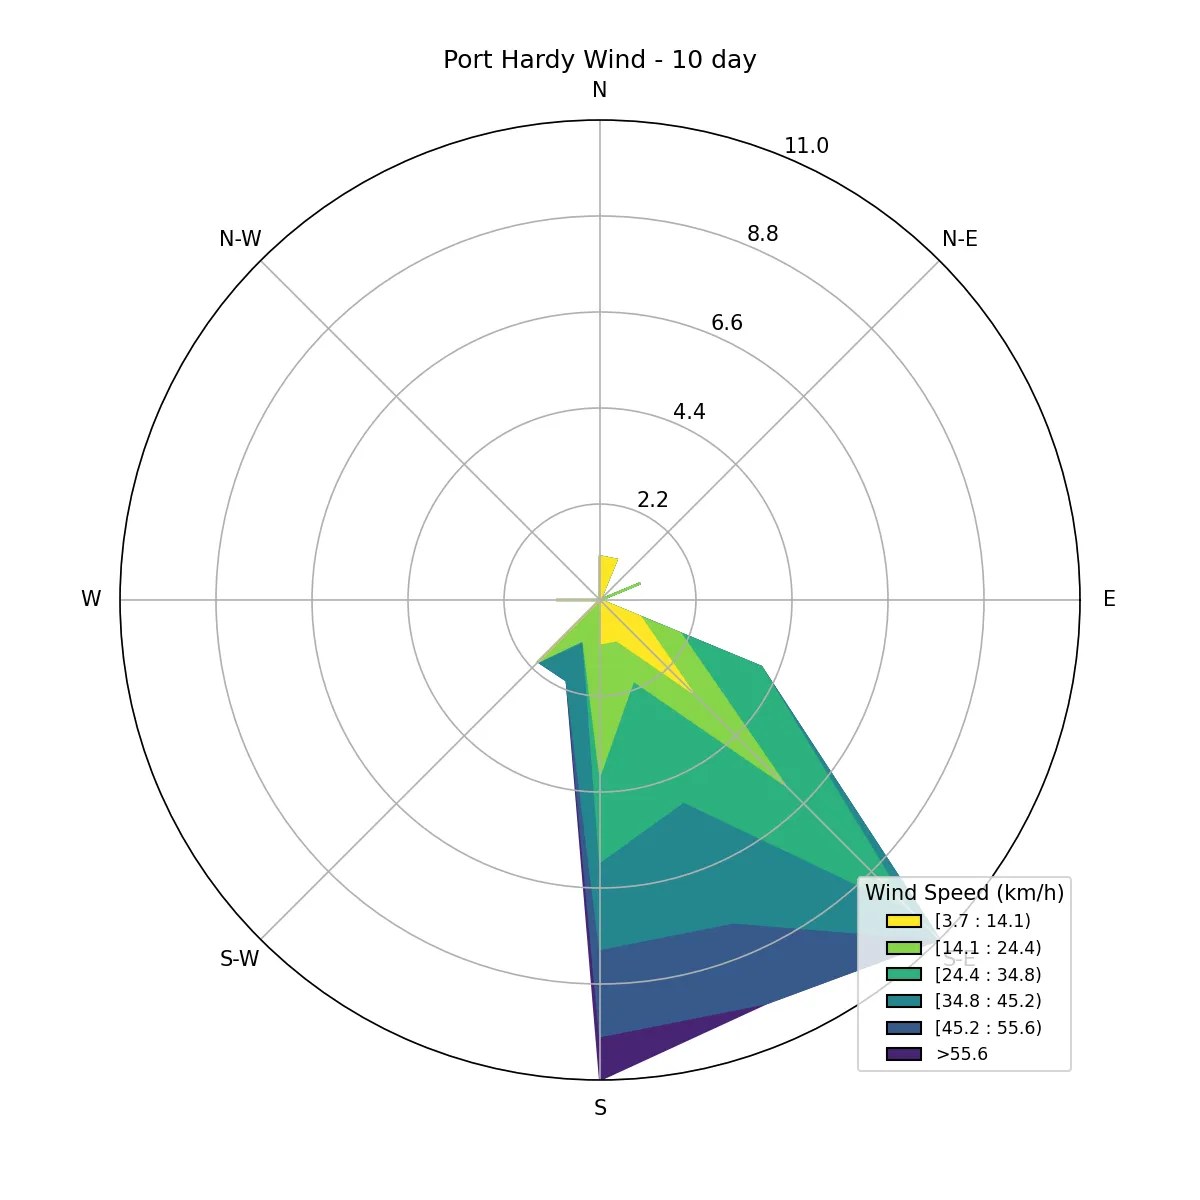 Port Hardy Wind - 10 day
N
11.0
N-W
8.8
N-E
6.6
4.4
2.2
W
E
Wind Speed (km/h)
[3.7 : 14.1)
[14.1 : 24.4)
[24.4 : 34.8)
[34.8 : 45.2)
[45.2 : 55.6)
>55.6
S-W
S-E
S